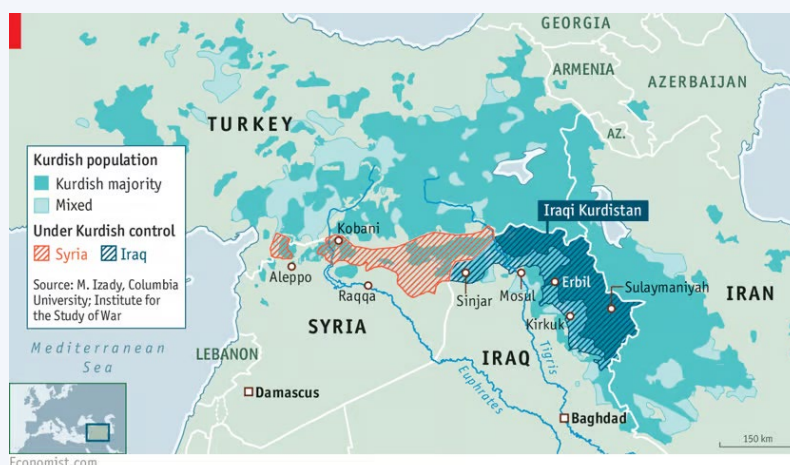 GEORGIA
ARMENIA
AZERBAIJAN
AZ.
TURKEY
Kurdish population
Kurdish majority
Mixed
Under Kurdish control
Syria Iraq
Source: M. Izady, Columbia
University; Institute for
the Study of War
Iraqi Kurdistan
Kobani
Aleppo
Raqqa
Sinjar
Mosul
Erbil
Sulaymaniyah
Kirkuk
IRAN
SYRIA
IRAQ
Tigris
Euphrates
Mediterranean
Sea
LEBANON
Damascus
Baghdad
150 km
Economist.com